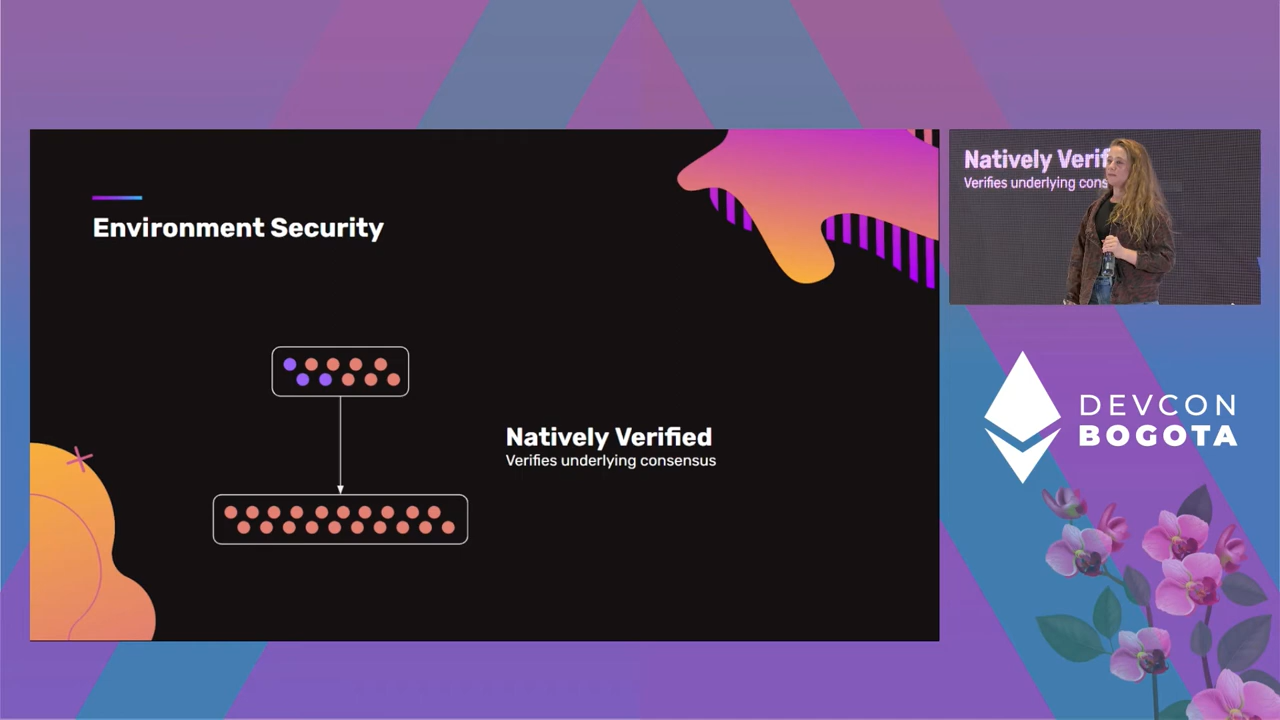 Environment Security
Natively Verified
Verifies underlying consensus
Natively Verif
Verifies underlying cons
DEVCON
BOGOTA